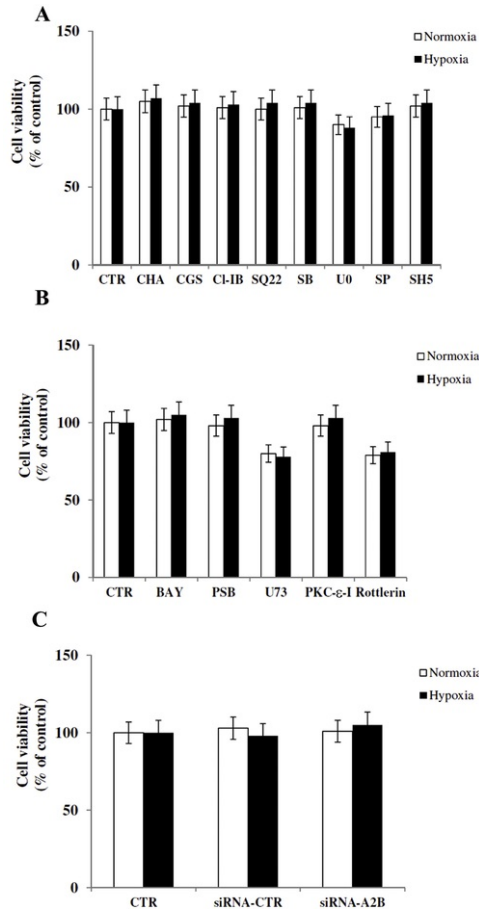 A
Cell viability
(% of control)
150
100
50
0
Normoxia
Hypoxia
CTR CHA CGS Cl-IB SQ22 SB U0 SP SH5
B
Cell viability
(% of control)
150
100
50
0
Normoxia
Hypoxia
CTR BAY PSB U73 PKC-ε-I Rottlerin
C
Cell viability
(% of control)
150
100
50
0
Normoxia
Hypoxia
CTR siRNA-CTR siRNA-A2B